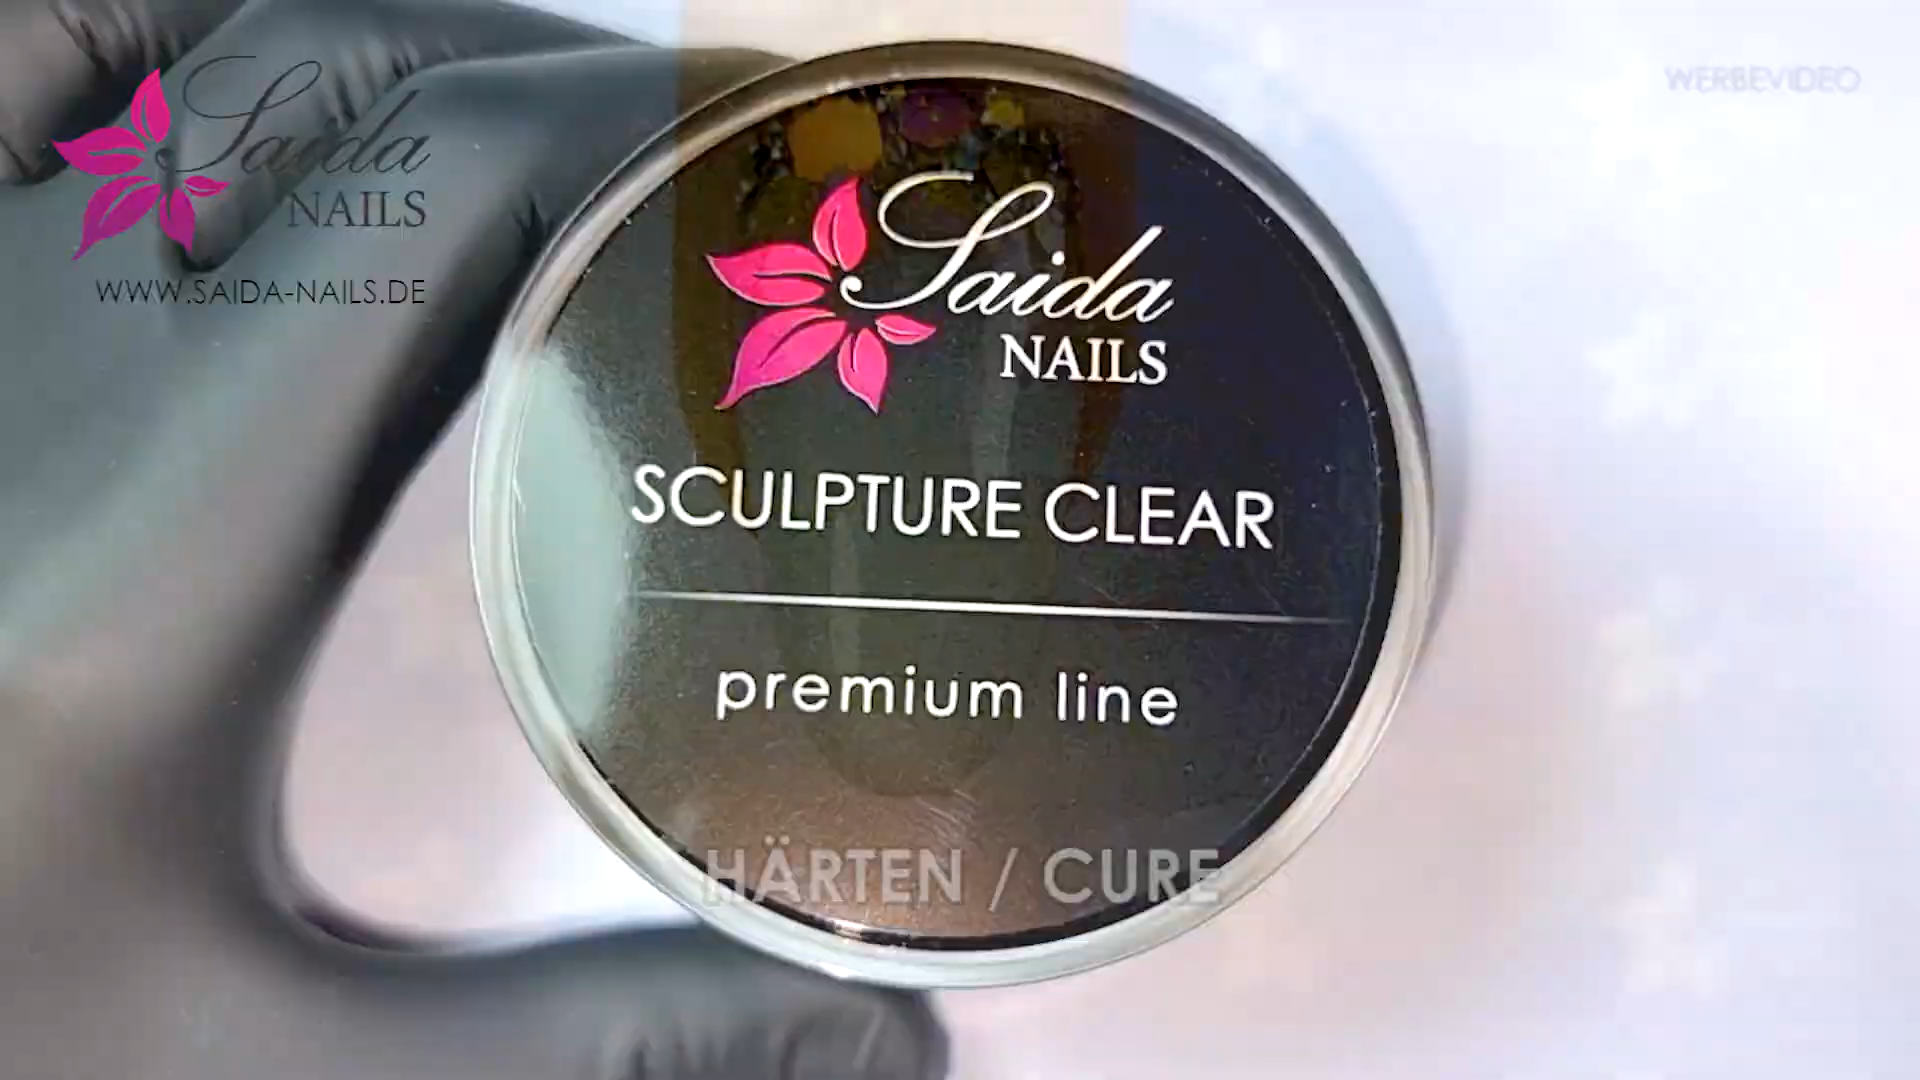 Saida
NAILS
WWW.SAIDA-NAILS.DE
WERBEVIDEO
Saida
NAILS
SCULPTURE CLEAR
premium line
HÄRTEN / CURE